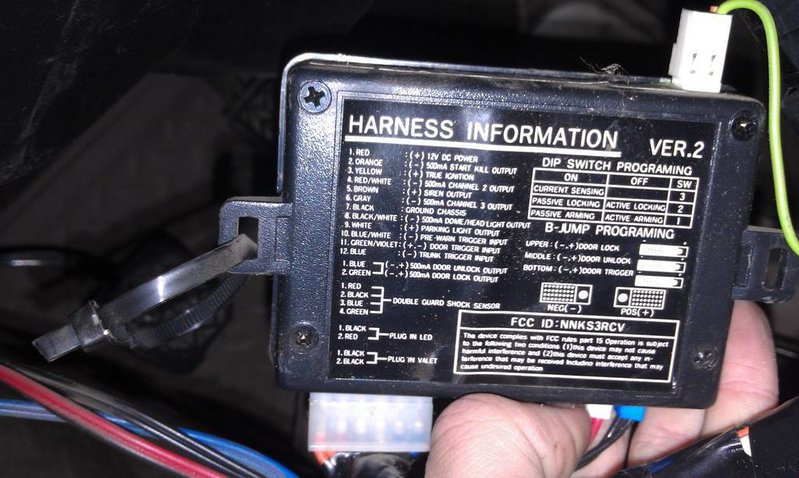 HARNESS INFORMATION VER.2
1. RED :(+) 12V DC POWER
2. ORANGE :(-) 500mA START KILL OUTPUT
3. YELLOW :(+) TRUE IGNITION
4. RED/WHITE :(-) 500mA CHANNEL 2 OUTPUT
5. BROWN :(+) SIREN OUTPUT
6. GRAY :(-) 500mA CHANNEL 3 OUTPUT
7. BLACK :GROUND CHASSIS
8. BLACK/WHITE :(-) 500mA DOME/HEAD LIGHT OUTPUT
9. WHITE :(+) PARKING LIGHT OUTPUT
10. BLUE/WHITE :(-) PRE-WARN TRIGGER INPUT
11. GREEN/VIOLET :(+,-) DOOR TRIGGER INPUT
12. BLUE :(-) TRUNK TRIGGER INPUT
1. BLUE (-,+) 500mA DOOR UNLOCK OUTPUT
2. GREEN (-,+) 500mA DOOR LOCK OUTPUT
1. RED
2. BLACK
3. BLUE
4. GREEN
DOUBLE GUARD SHOCK SENSOR
1. BLACK
2. RED
PLUG IN LED
1. BLACK
2. BLACK
PLUG IN VALET
DIP SWITCH PROGRAMING
ON OFF SW
CURRENT SENSING 3
PASSIVE LOCKING ACTIVE LOCKING 2
PASSIVE ARMING ACTIVE ARMING 1
B-JUMP PROGRAMING
UPPER: (-,+) DOOR LOCK
MIDDLE: (-,+) DOOR UNLOCK
BOTTOM: (-,+) DOOR TRIGGER
NEG(-) POS(+)
FCC ID:NNKS3RCV
The device complies with FCC rules part 15 Operation is subject
to the following two conditions (1)this device may not cause
harmful interference and (2)this device must accept any in-
terference that may be received including interference that may
cause undesired operation